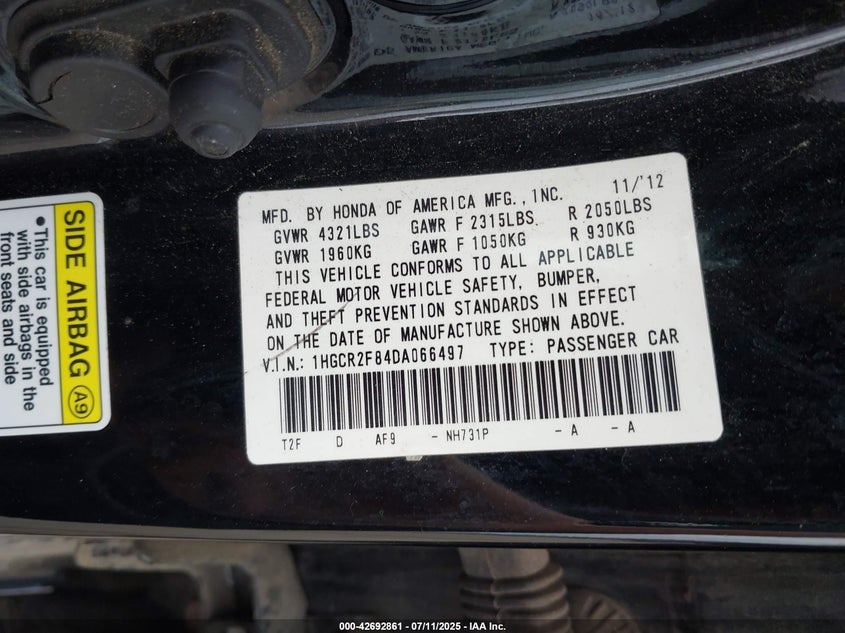 MFD. BY HONDA OF AMERICA MFG., INC. 11/'12
GVWR 4321LBS GAWR F 2315LBS R 2050LBS
GVWR 1960KG GAWR F 1050KG R 930KG
THIS VEHICLE CONFORMS TO ALL APPLICABLE
FEDERAL MOTOR VEHICLE SAFETY, BUMPER,
AND THEFT PREVENTION STANDARDS IN EFFECT
ON THE DATE OF MANUFACTURE SHOWN ABOVE.
V.I.N.: 1HGCR2F84DA066497 TYPE: PASSENGER CAR
T2F D AF9 - NH731P - A - A
SIDE AIRBAG A9
• This car is equipped
with side airbags in the
front seats and side
000-42692861 - 07/11/2025 - IAA Inc.